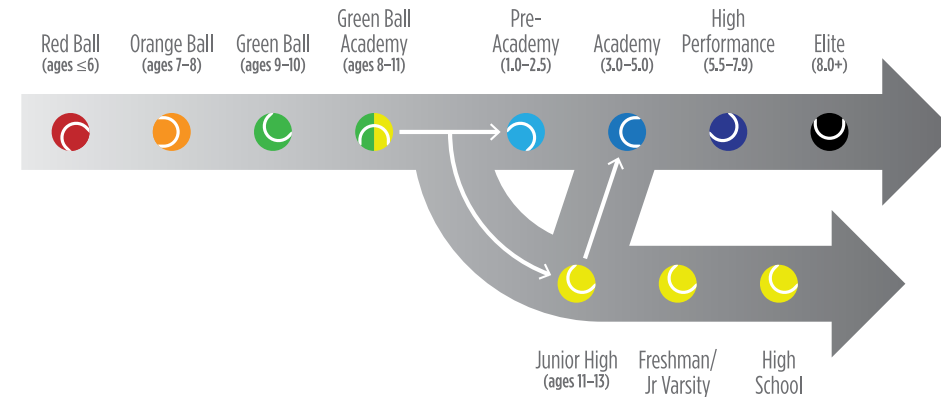 Red Ball
(ages ≤6)
Orange Ball
(ages 7–8)
Green Ball
(ages 9–10)
Green Ball
Academy
(ages 8–11)
Pre-
Academy
(1.0–2.5)
Academy
(3.0–5.0)
High
Performance
(5.5–7.9)
Elite
(8.0+)
Junior High
(ages 11–13)
Freshman/
Jr Varsity
High
School